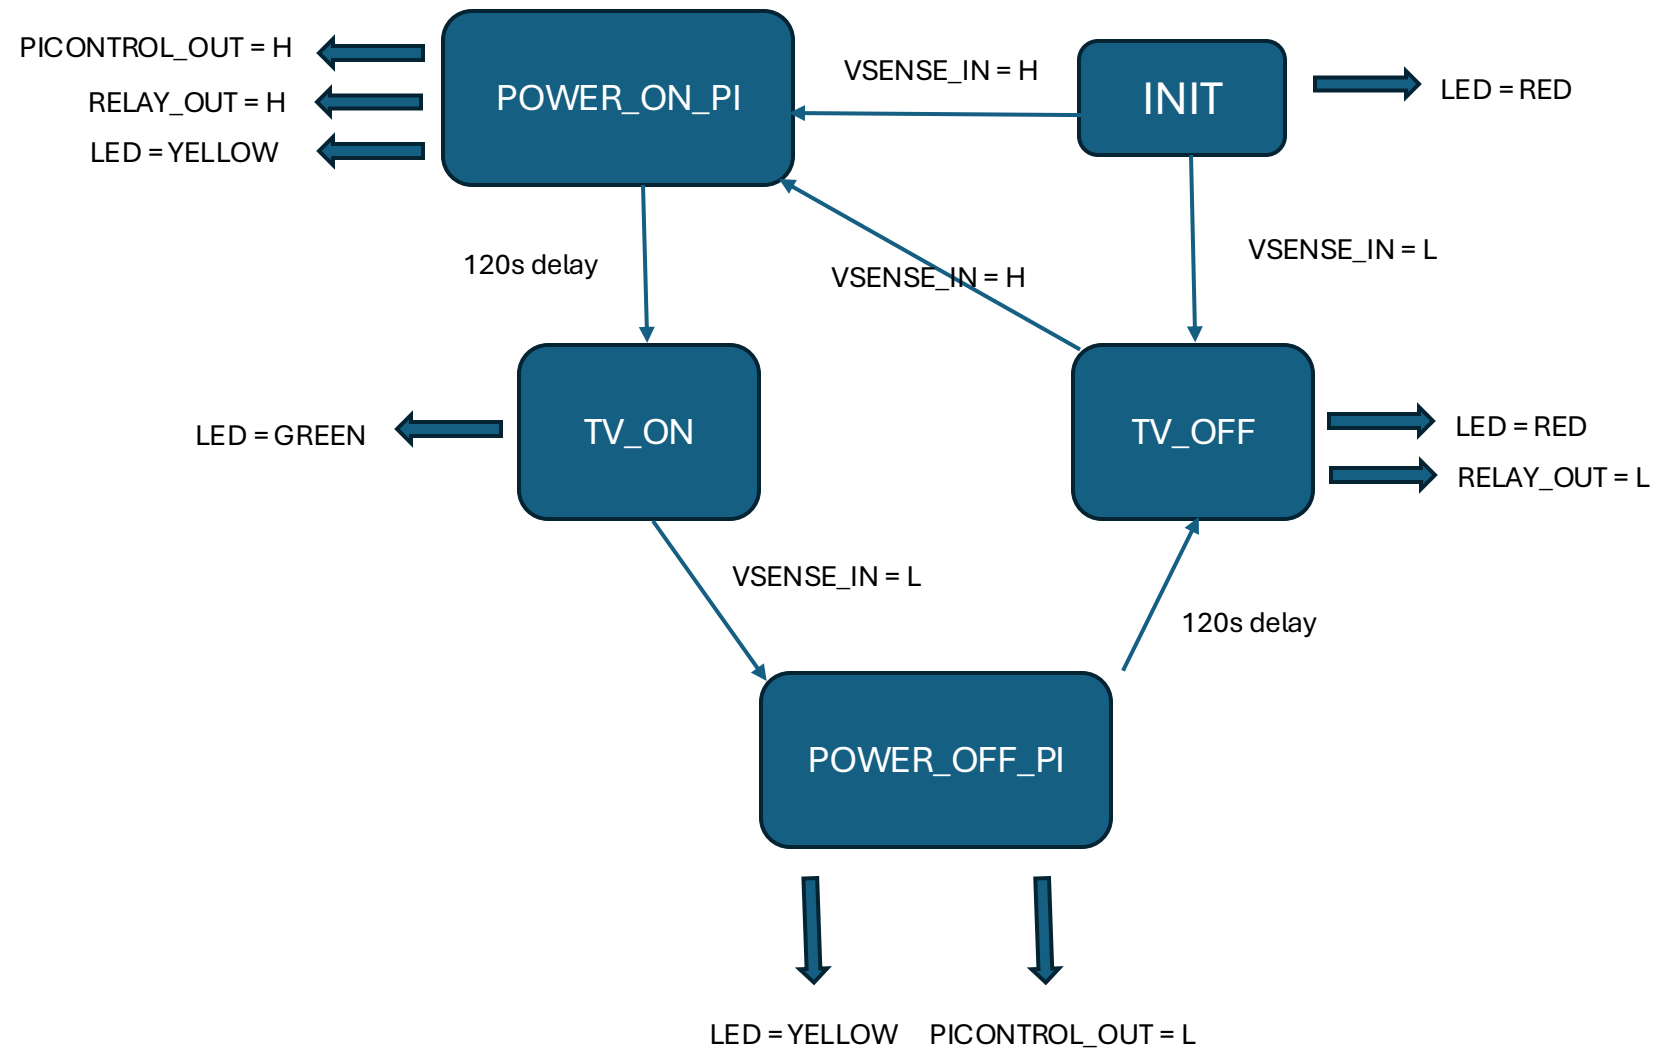 PICONTROL_OUT = H
RELAY_OUT = H
LED = YELLOW
POWER_ON_PI
VSENSE_IN = H
INIT
LED = RED
120s delay
VSENSE_IN = H
VSENSE_IN = L
LED = GREEN
TV_ON
TV_OFF
LED = RED
RELAY_OUT = L
VSENSE_IN = L
120s delay
POWER_OFF_PI
LED = YELLOW
PICONTROL_OUT = L